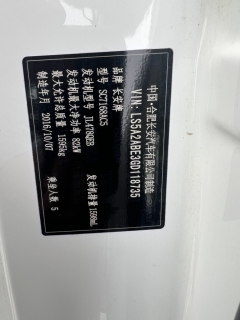 中国·合肥长安汽车有限公司制造
VIN: LS5A2ABE3GD118735
品牌 长安牌
型号 SC7168AC5
发动机型号 JL478QEB 发动机排量 1598mL
发动机最大净功率 82kW
最大允许总质量 1595kg
制造年月 2016/10/07 乘坐人数 5